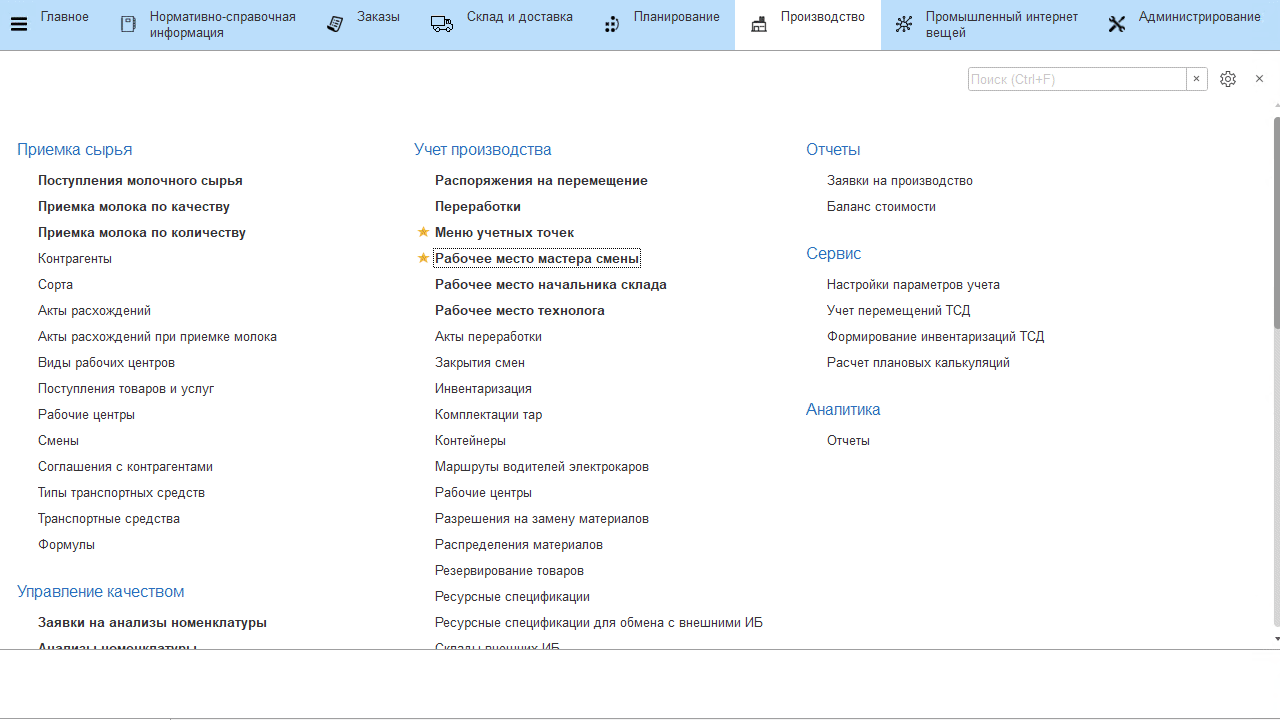 Главное
Нормативно-справочная
информация
Заказы
Склад и доставка
Планирование
Производство
Промышленный интернет
вещей
Администрирование
Поиск (Ctrl+F)
Приемка сырья
Поступления молочного сырья
Приемка молока по качеству
Приемка молока по количеству
Контрагенты
Сорта
Акты расхождений
Акты расхождений при приемке молока
Виды рабочих центров
Поступления товаров и услуг
Рабочие центры
Смены
Соглашения с контрагентами
Типы транспортных средств
Транспортные средства
Формулы
Управление качеством
Заявки на анализы номенклатуры
Анализы номенклатуры
Учет производства
Распоряжения на перемещение
Переработки
Меню учетных точек
Рабочее место мастера смены
Рабочее место начальника склада
Рабочее место технолога
Акты переработки
Закрытия смен
Инвентаризация
Комплектации тар
Контейнеры
Маршруты водителей электрокаров
Рабочие центры
Разрешения на замену материалов
Распределения материалов
Резервирование товаров
Ресурсные спецификации
Ресурсные спецификации для обмена с внешними ИБ
Склады внешних ИБ
Отчеты
Заявки на производство
Баланс стоимости
Сервис
Настройки параметров учета
Учет перемещений ТСД
Формирование инвентаризаций ТСД
Расчет плановых калькуляций
Аналитика
Отчеты